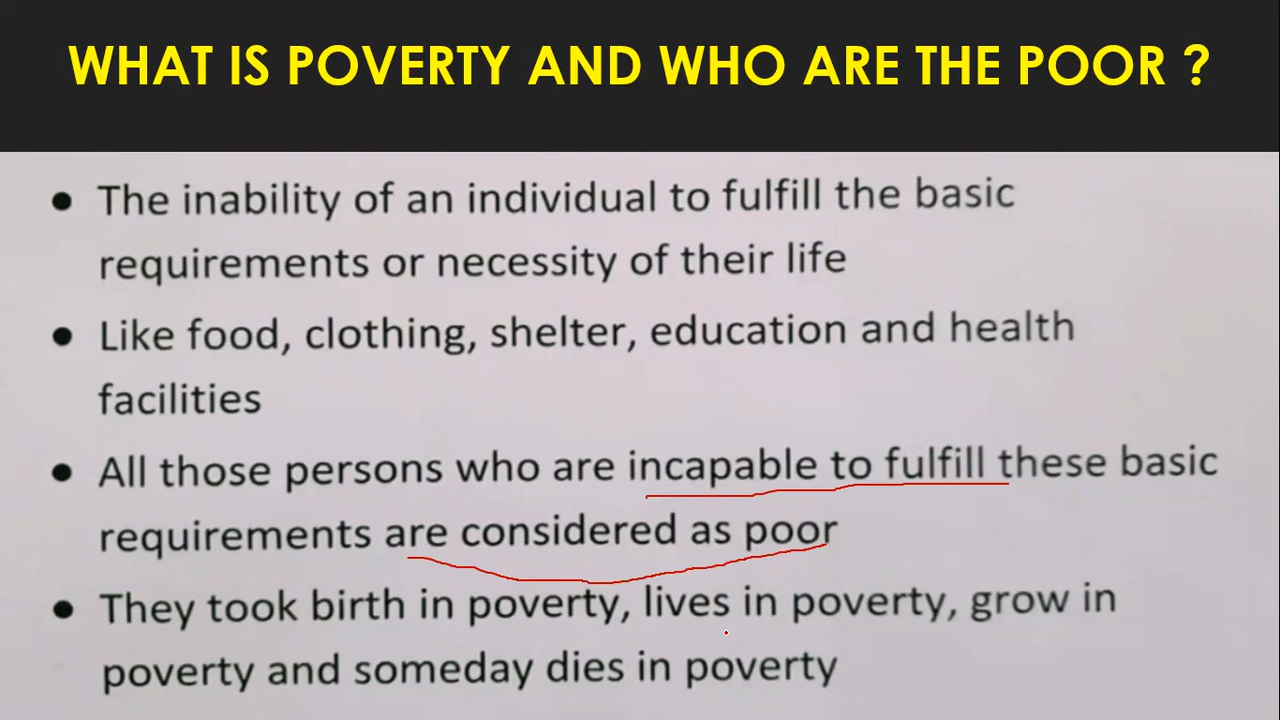 WHAT IS POVERTY AND WHO ARE THE POOR ?
● The inability of an individual to fulfill the basic
requirements or necessity of their life
● Like food, clothing, shelter, education and health
facilities
● All those persons who are incapable to fulfill these basic
requirements are considered as poor
● They took birth in poverty, lives in poverty, grow in
poverty and someday dies in poverty